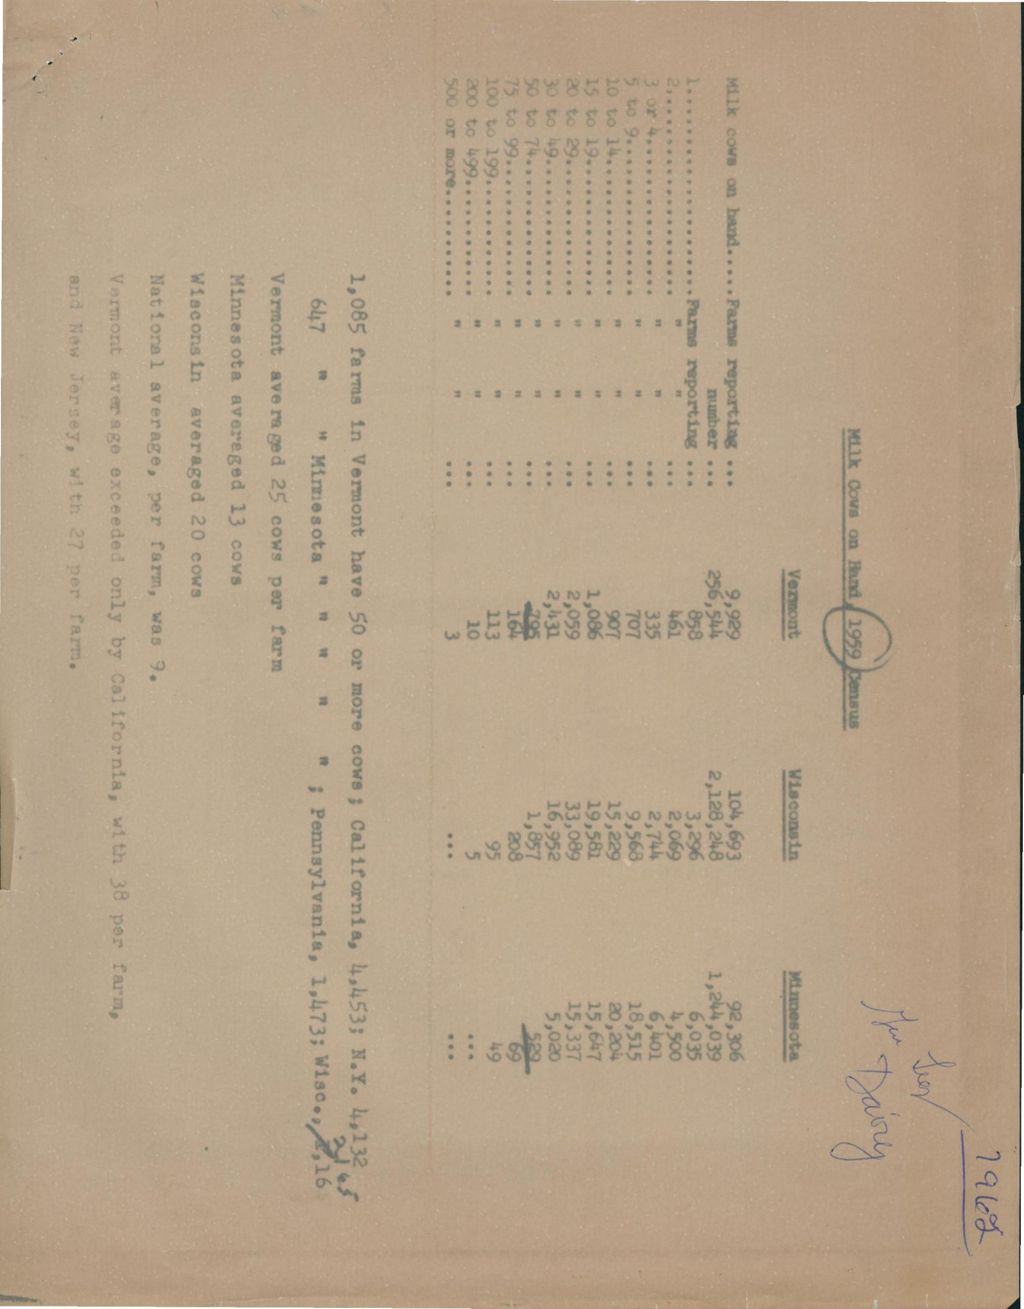 1962
Dairy
Milk Cows on Hand, 1959 Census
Vermont Wisconsin Minnesota
Milk cows on hand.....Farms reporting ... 9,929 104,693 92,306
number ... 256,544 2,128,248 1,244,039
1....................Farms reporting ... 858 3,296 6,035
2.................... " " ... 461 2,069 4,500
3 or 4............... " " ... 335 2,744 6,401
5 to 9............... " " ... 707 9,568 18,515
10 to 14............. " " ... 907 15,229 20,204
15 to 19............. " " ... 1,086 19,581 15,647
20 to 29............. " " ... 2,059 33,089 15,337
30 to 49............. " " ... 2,431 16,952 5,020
50 to 74............. " " ... 795 1,857 529
75 to 99............. " " ... 164 208 69
100 to 199........... " " ... 113 95 49
200 to 499........... " " ... 10 5 ...
500 or more.......... " " ... 3 ... ...
1,085 farms in Vermont have 50 or more cows; California, 4,453; N.Y. 4,132
647 " " Minnesota " " " " " ; Pennsylvania, 1,473; Wisc., 2,165
Vermont averaged 25 cows per farm
Minnesota averaged 13 cows
Wisconsin averaged 20 cows
National average, per farm, was 9.
Vermont average exceeded only by California, with 38 per farm,
and New Jersey, with 27 per farm.